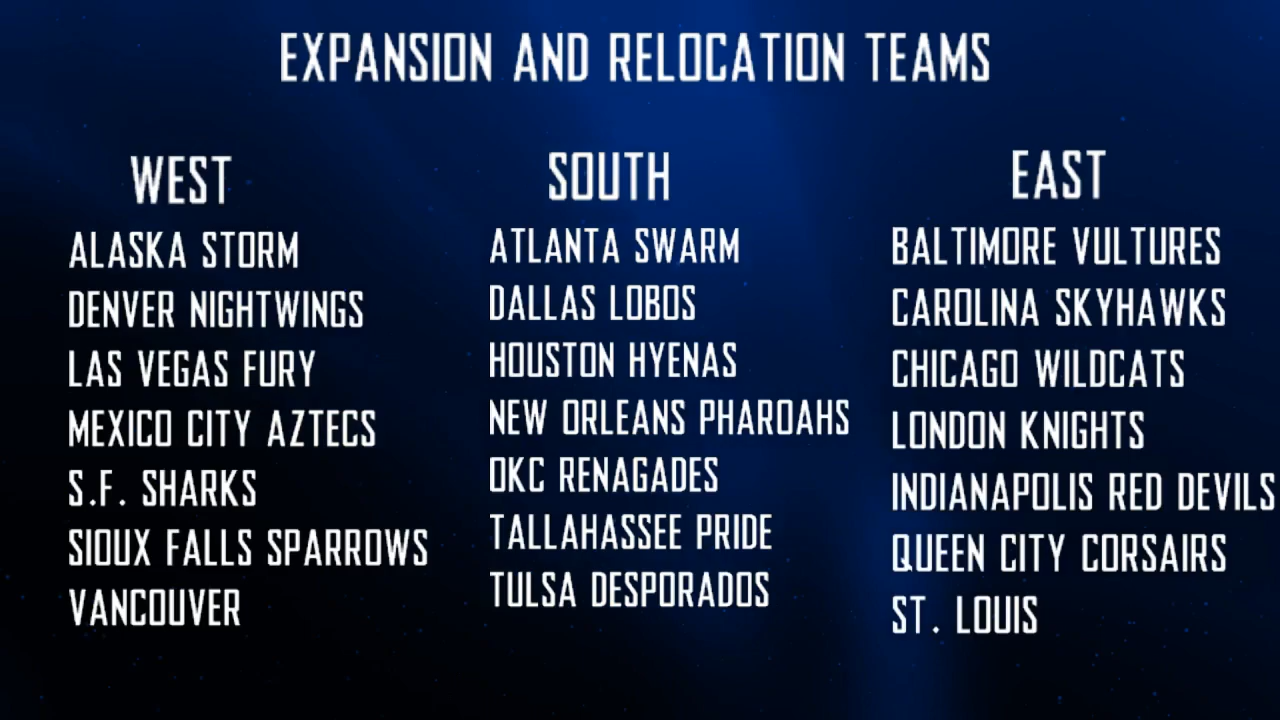 EXPANSION AND RELOCATION TEAMS
WEST
ALASKA STORM
DENVER NIGHTWINGS
LAS VEGAS FURY
MEXICO CITY AZTECS
S.F. SHARKS
SIOUX FALLS SPARROWS
VANCOUVER
SOUTH
ATLANTA SWARM
DALLAS LOBOS
HOUSTON HYENAS
NEW ORLEANS PHAROAHS
OKC RENAGADES
TALLAHASSEE PRIDE
TULSA DESPORADOS
EAST
BALTIMORE VULTURES
CAROLINA SKYHAWKS
CHICAGO WILDCATS
LONDON KNIGHTS
INDIANAPOLIS RED DEVILS
QUEEN CITY CORSAIRS
ST. LOUIS